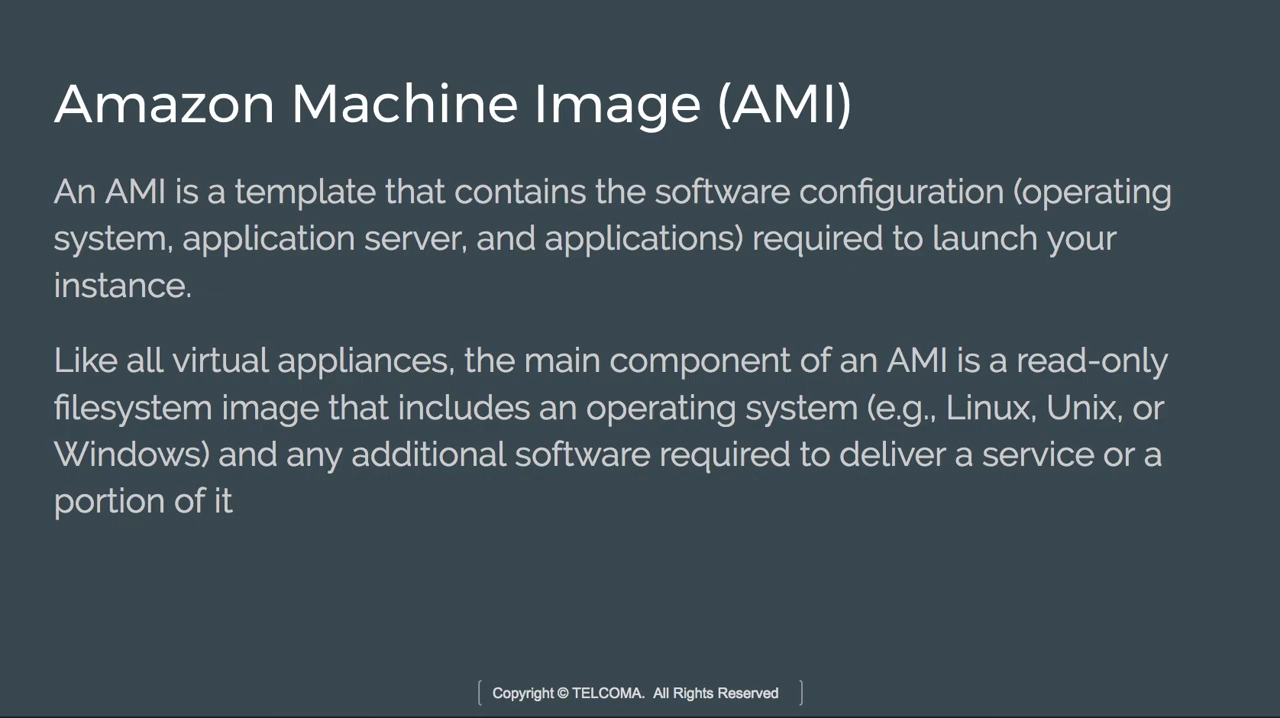 Amazon Machine Image (AMI)
An AMI is a template that contains the software configuration (operating
system, application server, and applications) required to launch your
instance.
Like all virtual appliances, the main component of an AMI is a read-only
filesystem image that includes an operating system (e.g., Linux, Unix, or
Windows) and any additional software required to deliver a service or a
portion of it
[ Copyright © TELCOMA. All Rights Reserved ]